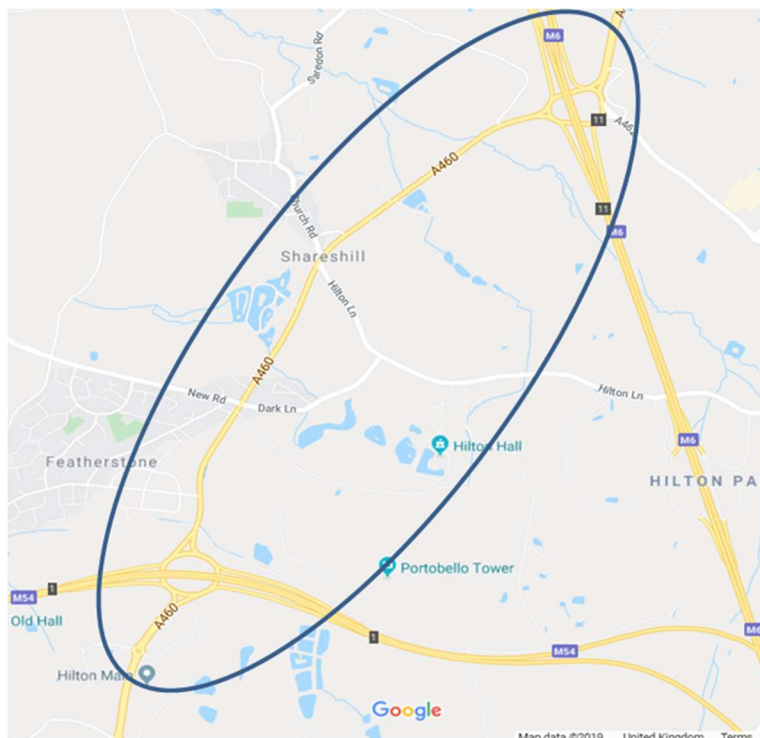 A4
M6
Saredon Rd
11
A462
A460
11
Church Rd
M6
Shareshill
Hilton Ln
A460
New Rd
Dark Ln
Hilton Ln
M6
Hilton Hall
Featherstone
HILTON PA
Portobello Tower
1
M54
Old Hall
A460
M6
1
M54
Hilton Main
Google
Map data ©2019 United Kingdom Terms